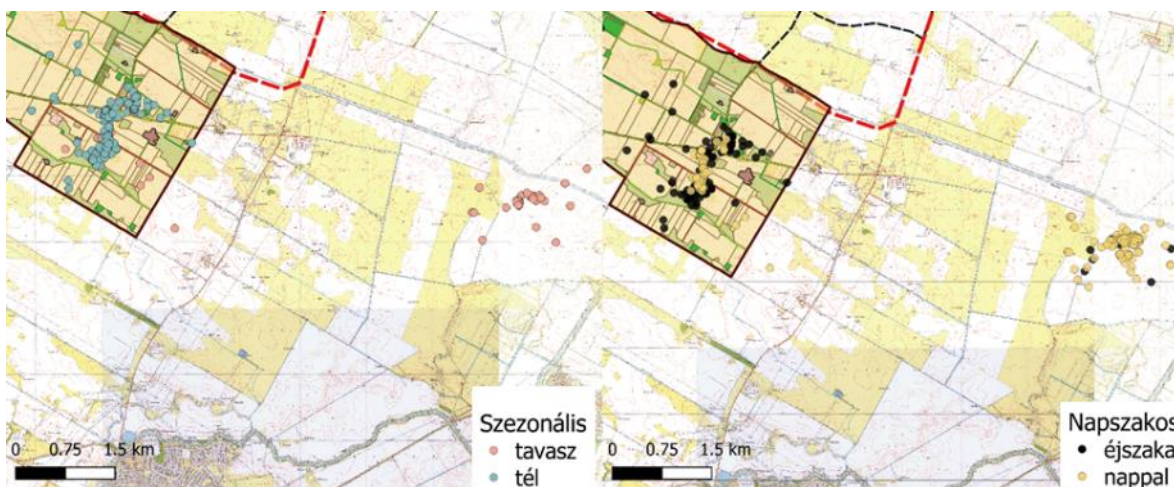 Szezonális
tavasz
tél
0 0.75 1.5 km
Napszakos
éjszaka
nappal
0 0.75 1.5 km